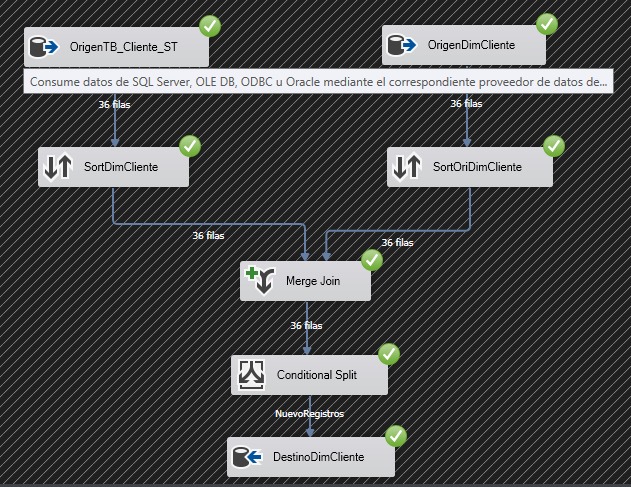 OrigenTB_Cliente_ST
OrigenDimCliente
Consume datos de SQL Server, OLE DB, ODBC u Oracle mediante el correspondiente proveedor de datos de...
36 filas
36 filas
SortDimCliente
SortOriDimCliente
36 filas
36 filas
Merge Join
36 filas
Conditional Split
NuevoRegistros
DestinoDimCliente